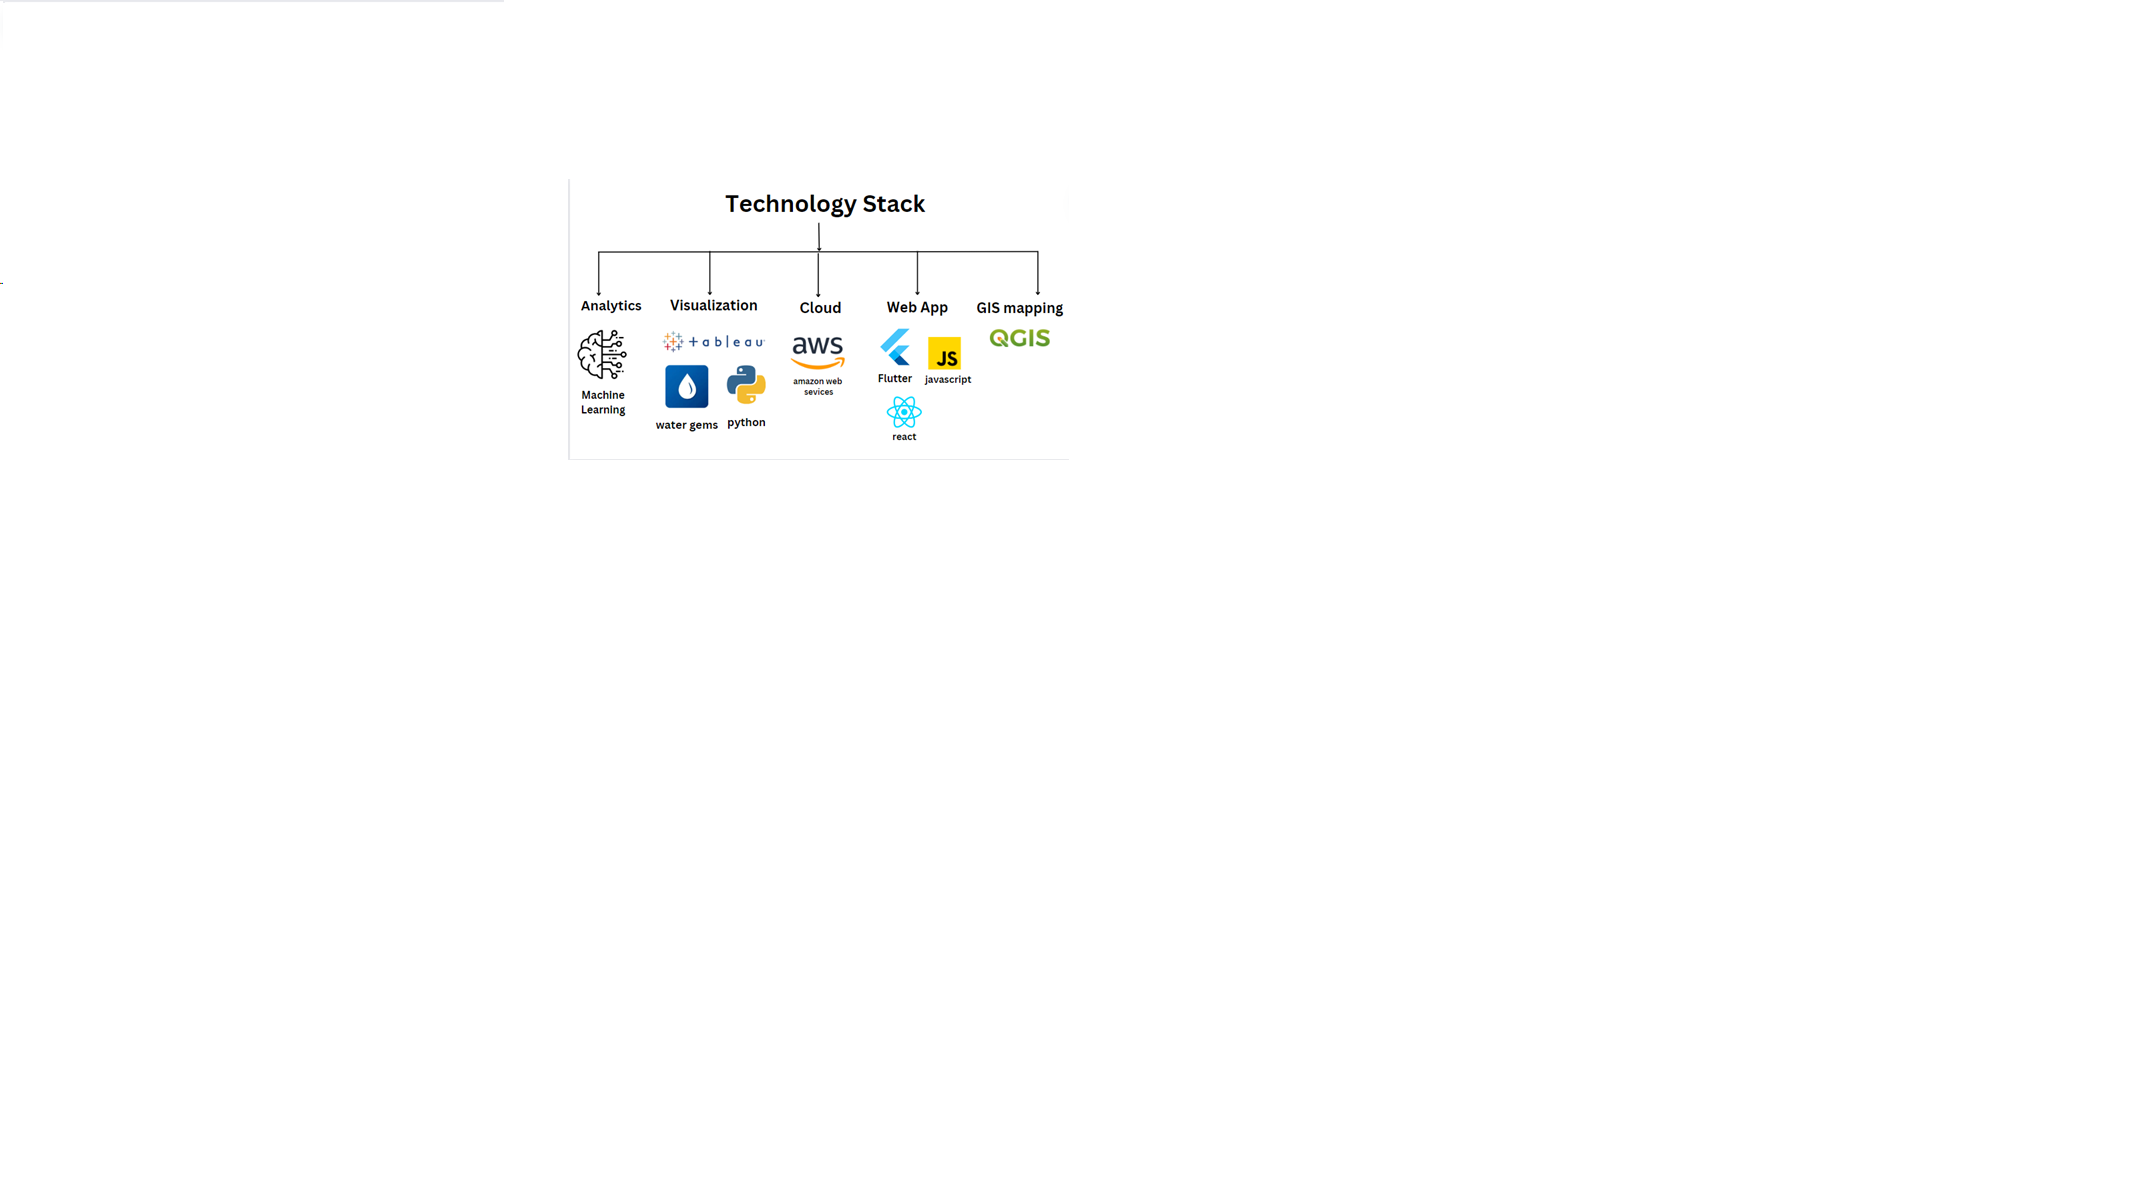 Technology Stack
Analytics
Visualization
Cloud
Web App
GIS mapping
Machine
Learning
+ableau
water gems
python
aws
amazon web
sevices
Flutter
JS
javascript
react
QGIS